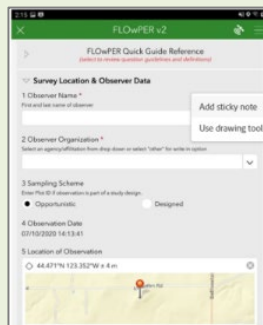 2:15
FLOwPER v2
FLOwPER Quick Guide Reference
(select to review question guidelines and definitions)
Survey Location & Observer Data
1 Observer Name *
First and last name of observer
Add sticky note
Use drawing tool
2 Observer Organization *
Select an agency/affiliation from drop down or select "other" for write in option
3 Sampling Scheme
Enter Plot ID if observation is part of a study design.
Opportunistic
Designed
4 Observation Date
07/10/2020 14:13:41
5 Location of Observation
44.471°N 123.352°W ± 4 m